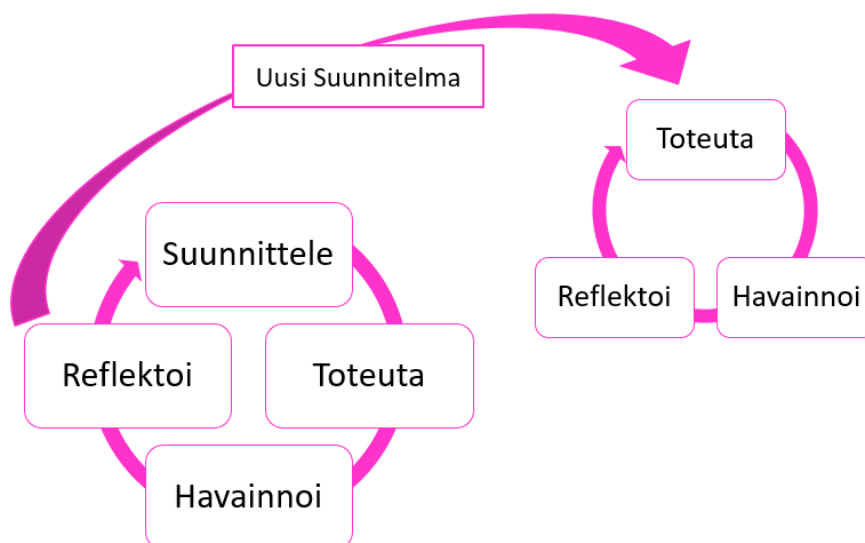 Uusi Suunnitelma
Suunnittele
Toteuta
Havainnoi
Reflektoi
Toteuta
Havainnoi
Reflektoi